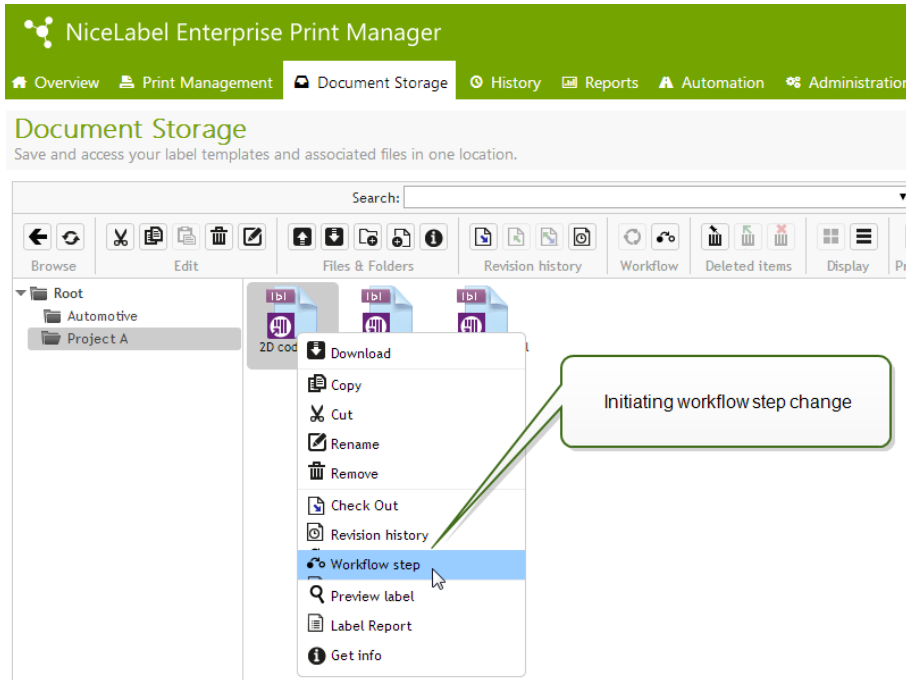 NiceLabel Enterprise Print Manager
Overview Print Management Document Storage History Reports Automation Administration
Document Storage
Save and access your label templates and associated files in one location.
Search:
Browse Edit Files & Folders Revision history Workflow Deleted items Display
Root
Automotive
Project A
lbl lbl lbl
2D
Download
Copy
Cut
Rename
Remove
Check Out
Revision history
Workflow step
Preview label
Label Report
Get info
Initiating workflow step change